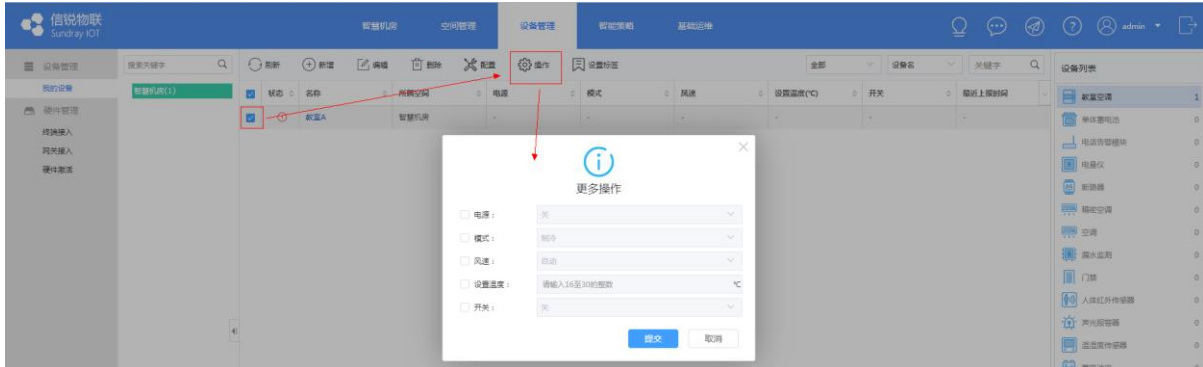 信锐物联
Sundray IOT
智慧机房 空间管理 设备管理 智能策略 基础运维
admin
设备管理
我的设备
硬件管理
终端接入
网关接入
硬件激活
搜索关键字
智慧机房(1)
刷新 新增 编辑 删除 配置 操作 设置标签
全部 设备名 关键字
状态 名称 所属空间 电源 模式 风速 设置温度(℃) 开关 最近上报时间
教室A 智慧机房 - - - - - -
更多操作
电源： 关
模式： 制冷
风速： 自动
设置温度： 请输入16至30的整数 ℃
开关： 关
提交 取消
设备列表
教室空调 1
单体蓄电池 0
电流告警模块 0
电量仪 0
断路器 0
精密空调 0
空调 0
漏水监测 0
门禁 0
人体红外传感器 0
声光报警器 0
温湿度传感器 0